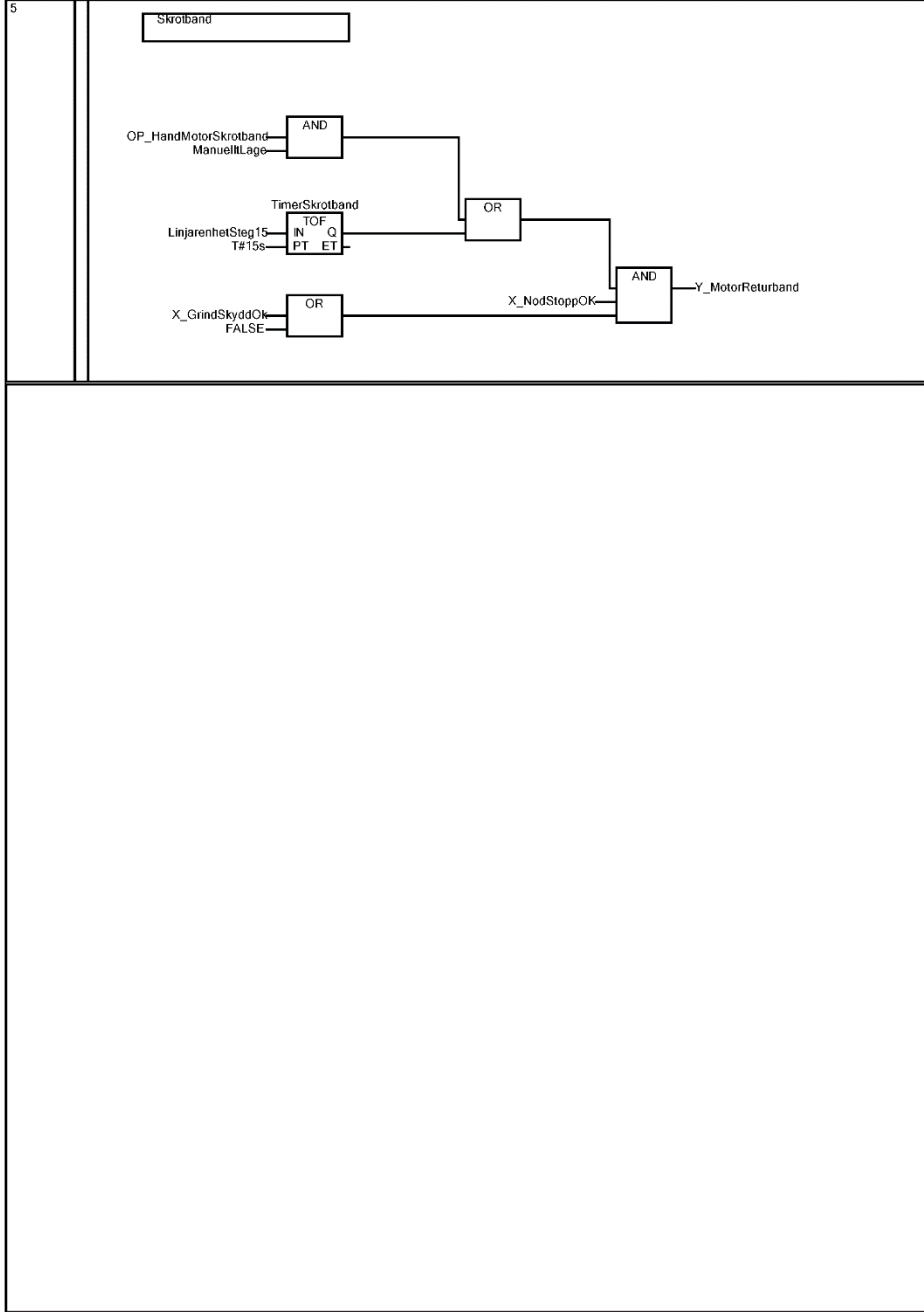 5
Skrotband
AND
OP_HandMotorSkrotband
ManuelltLage
TimerSkrotband
TOF
LinjarenhetSteg15 IN Q
T#15s PT ET
OR
AND
X_NodStoppOK
Y_MotorReturband
OR
X_GrindSkyddOk
FALSE